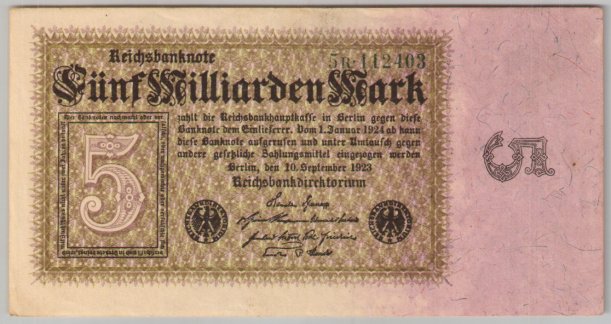 Reichsbanknote
5R·112403
Fünf Milliarden Mark
zahlt die Reichsbankhauptkasse in Berlin gegen diese
Banknote dem Einlieferer. Vom 1. Januar 1924 ab kann
diese Banknote aufgerufen und unter Umtausch gegen
andere gesetzliche Zahlungsmittel eingezogen werden
Berlin, den 10. September 1923
Reichsbankdirektorium
5
5